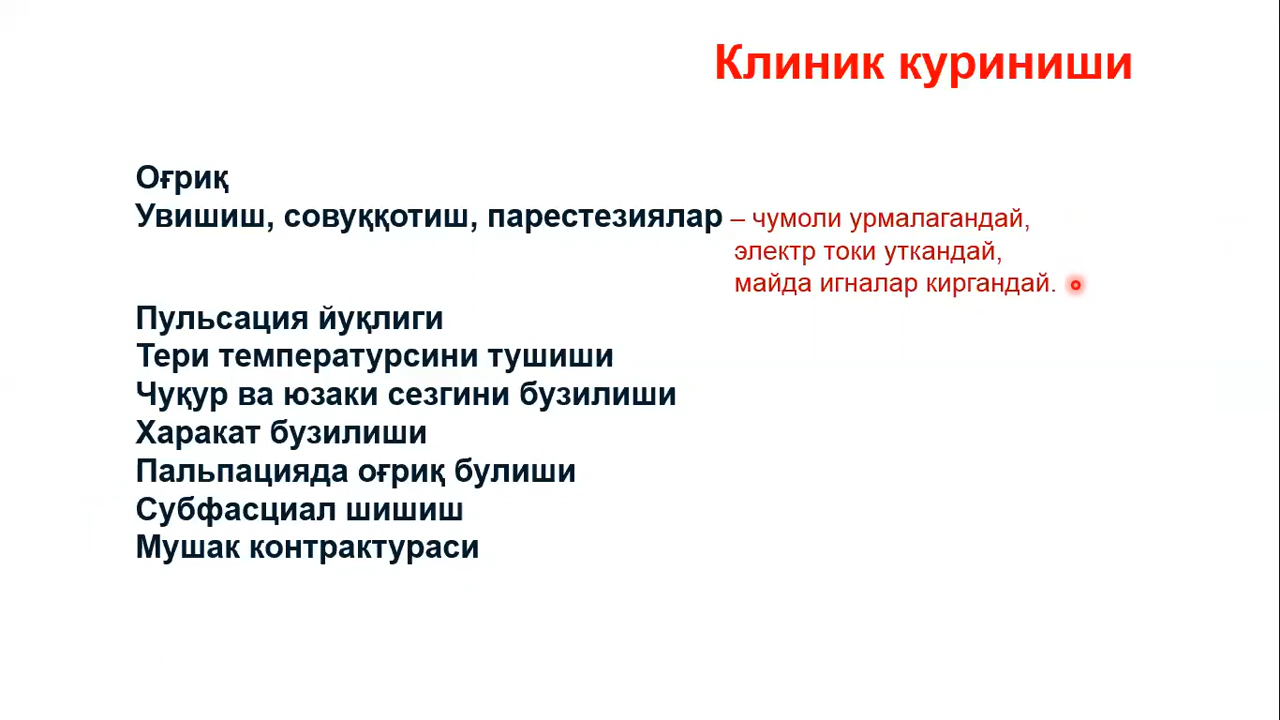 Клиник куриниши
Оғриқ
Увишиш, совуққотиш, парестезиялар – чумоли урмалагандай,
электр токи уткандай,
майда игналар киргандай.
Пульсация йуқлиги
Тери температурсини тушиши
Чуқур ва юзаки сезгини бузилиши
Харакат бузилиши
Пальпацияда оғриқ булиши
Субфасциал шишиш
Мушак контрактураси